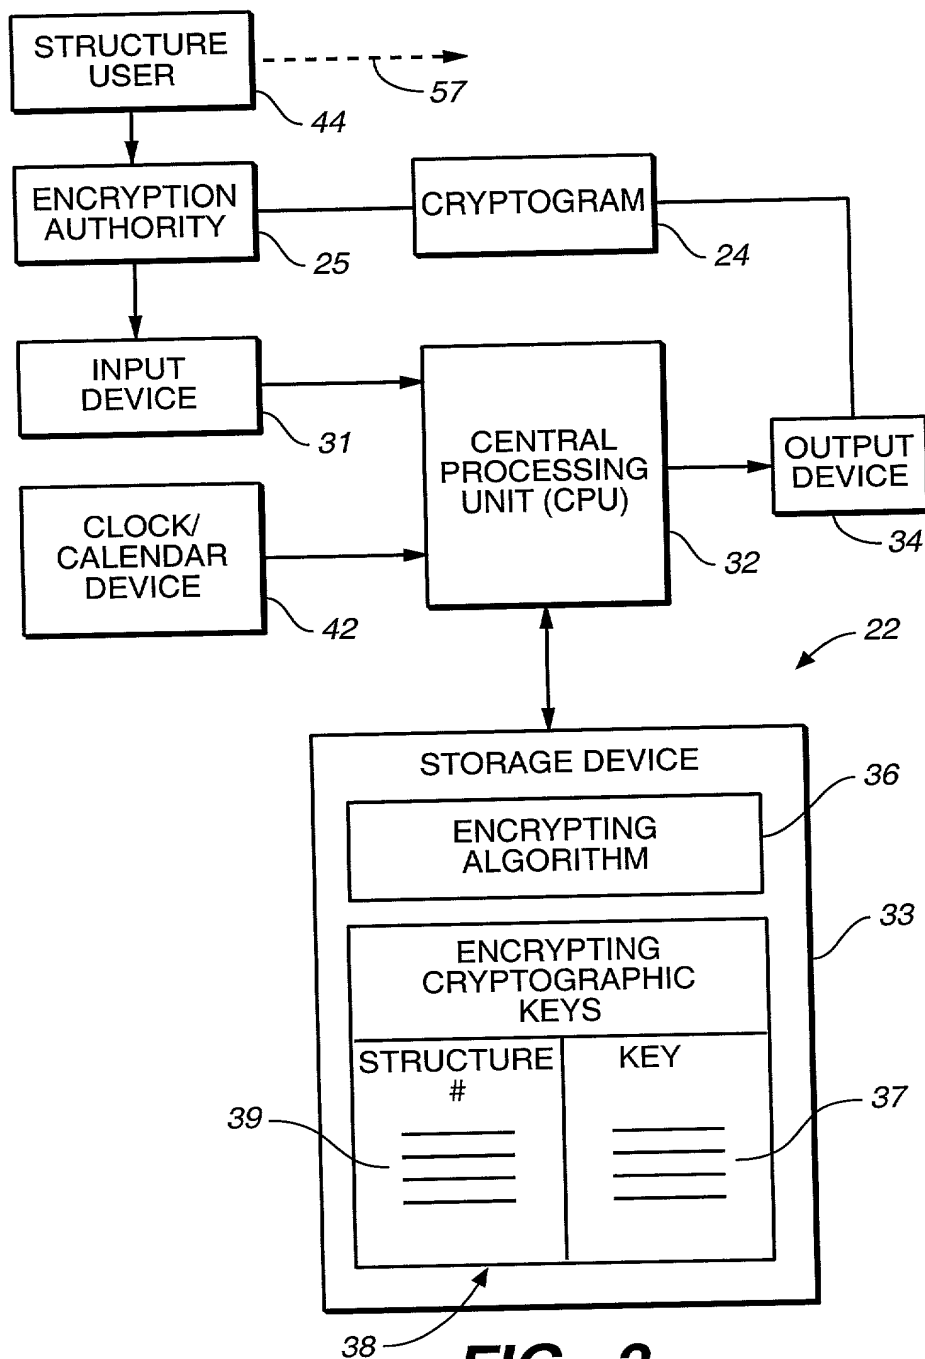 STRUCTURE
USER
57
44
ENCRYPTION
AUTHORITY
25
CRYPTOGRAM
24
INPUT
DEVICE
31
CENTRAL
PROCESSING
UNIT (CPU)
32
OUTPUT
DEVICE
34
CLOCK/
CALENDAR
DEVICE
42
22
STORAGE DEVICE
ENCRYPTING
ALGORITHM
36
33
ENCRYPTING
CRYPTOGRAPHIC
KEYS
STRUCTURE
#
KEY
39
37
38